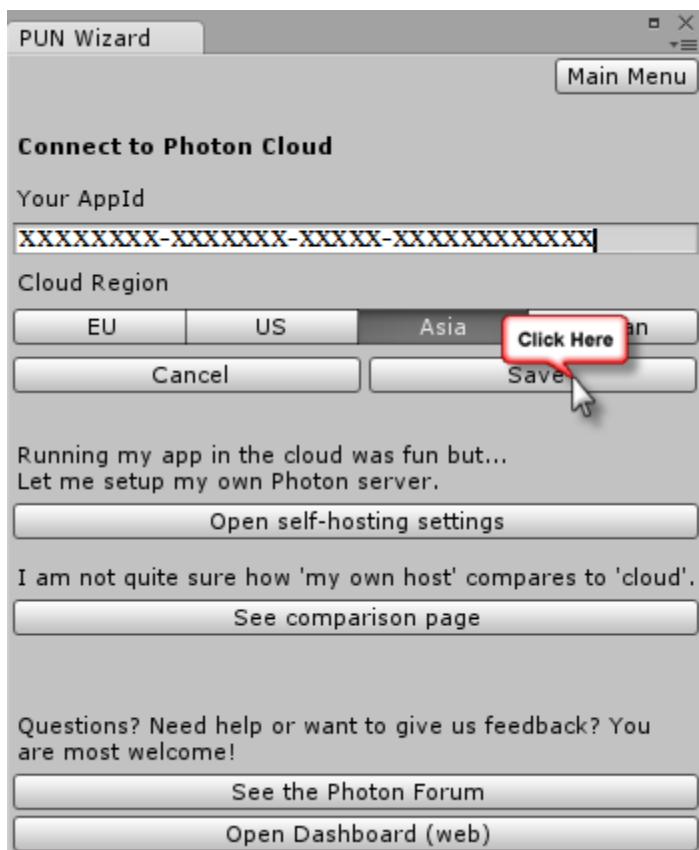 PUN Wizard
Main Menu
Connect to Photon Cloud
Your AppId
XXXXXXXX-XXXXXXX-XXXXX-XXXXXXXXXXXX
Cloud Region
EU US Asia
Click Here
Cancel Save
Running my app in the cloud was fun but...
Let me setup my own Photon server.
Open self-hosting settings
I am not quite sure how 'my own host' compares to 'cloud'.
See comparison page
Questions? Need help or want to give us feedback? You
are most welcome!
See the Photon Forum
Open Dashboard (web)